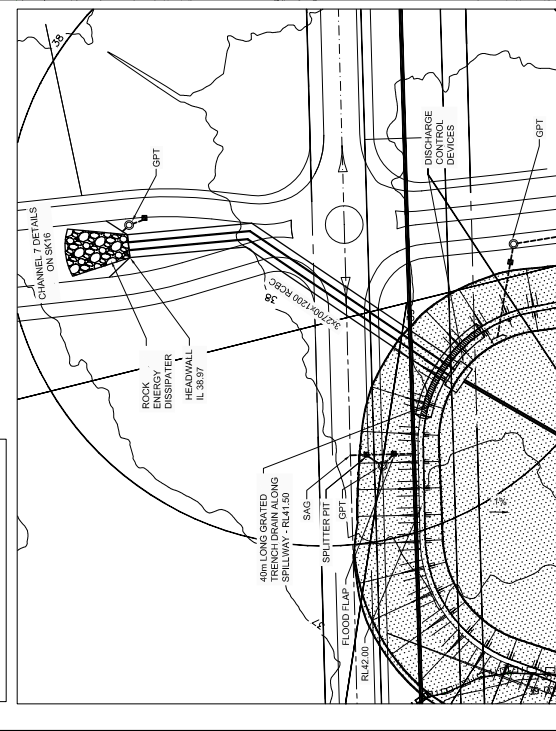 38
CHANNEL 7 DETAILS
ON SK16
GPT
ROCK
ENERGY
DISSIPATER
HEADWALL
IL 38.97
38
3x2700x1200 RCBC
DISCHARGE
CONTROL
DEVICES
GPT
40m LONG GRATED
TRENCH DRAIN ALONG
SPILLWAY - RL41.50
SAG
SPLITTER PIT
GPT
FLOOD FLAP
RL42.00
37
1%